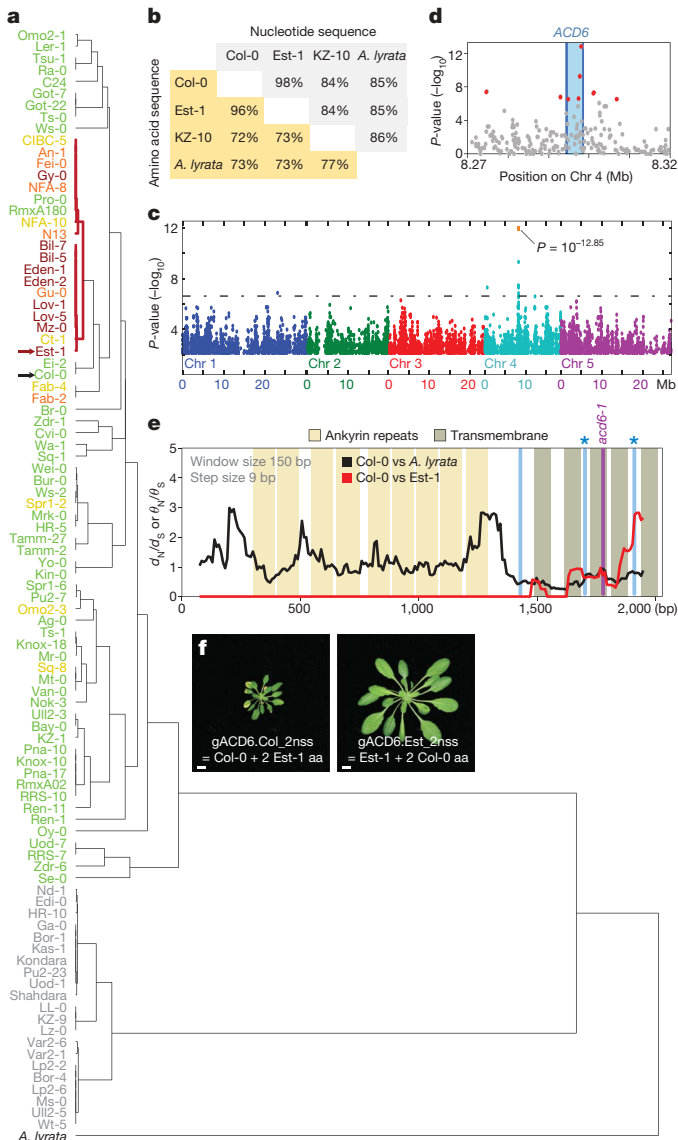 a
Omo2-1
Ler-1
Tsu-1
Ra-0
C24
Got-7
Got-22
Ts-0
Ws-0
CIBC-5
An-1
Fei-0
Gy-0
NFA-8
Pro-0
RmxA180
NFA-10
N13
Bil-7
Bil-5
Eden-1
Eden-2
Gu-0
Lov-1
Lov-5
Mz-0
Ct-1
Est-1
Ei-2
Col-0
Fab-4
Fab-2
Br-0
Zdr-1
Cvi-0
Wa-1
Sq-1
Wei-0
Bur-0
Ws-2
Spr1-2
Mrk-0
HR-5
Tamm-27
Tamm-2
Yo-0
Kin-0
Spr1-6
Pu2-7
Omo2-3
Ag-0
Ts-1
Knox-18
Mr-0
Sq-8
Mt-0
Van-0
Nok-3
Ull2-3
Bay-0
KZ-1
Pna-10
Knox-10
Pna-17
RmxA02
RRS-10
Ren-11
Ren-1
Oy-0
Uod-7
RRS-7
Zdr-6
Se-0
Nd-1
Edi-0
HR-10
Ga-0
Bor-1
Kas-1
Kondara
Pu2-23
Uod-1
Shahdara
LL-0
KZ-9
Lz-0
Var2-6
Var2-1
Lp2-2
Bor-4
Lp2-6
Ms-0
Ull2-5
Wt-5
A. lyrata
b
Nucleotide sequence
Amino acid sequence
Col-0 Est-1 KZ-10 A. lyrata
Col-0 98% 84% 85%
Est-1 96% 84% 85%
KZ-10 72% 73% 86%
A. lyrata 73% 73% 77%
d
ACD6
P-value (–log10)
12
8
4
0
8.27 8.32
Position on Chr 4 (Mb)
c
P-value (–log10)
12
8
4
P = 10^−12.85
Chr 1 Chr 2 Chr 3 Chr 4 Chr 5
0 10 20 0 10 0 10 20 0 10 0 10 20 Mb
e
Ankyrin repeats Transmembrane
* acd6-1 *
Window size 150 bp
Step size 9 bp
Col-0 vs A. lyrata
Col-0 vs Est-1
dN/dS or θN/θS
5
4
3
2
1
0
0 500 1,000 1,500 2,000 (bp)
f
gACD6.Col_2nss
= Col-0 + 2 Est-1 aa
gACD6.Est_2nss
= Est-1 + 2 Col-0 aa